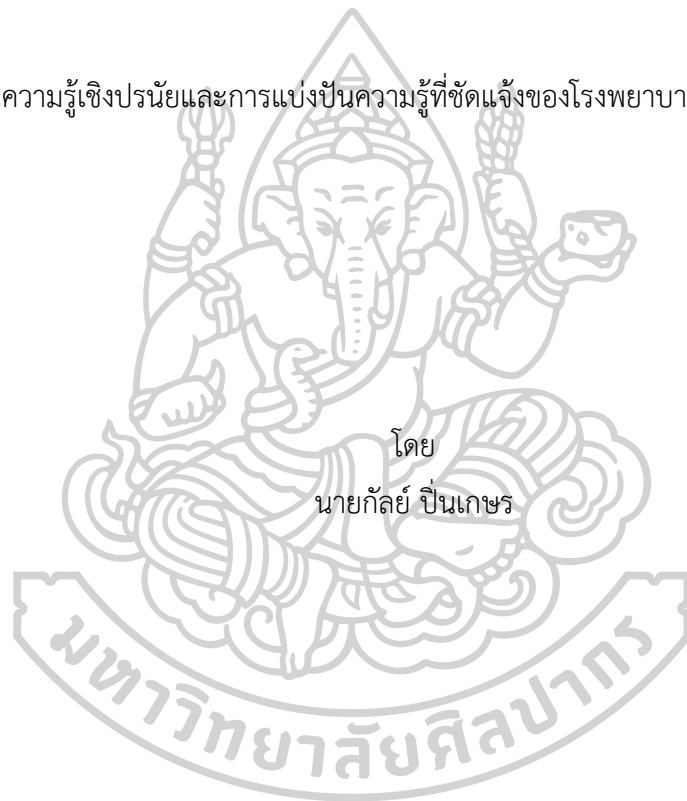 ความรู้เชิงปรนัยและการแบ่งปันความรู้ที่ชัดแจ้งของโรงพยาบา
โดย
นายกัลย์ ปิ่นเกษร
มหาวิทยาลัยศิลปากร